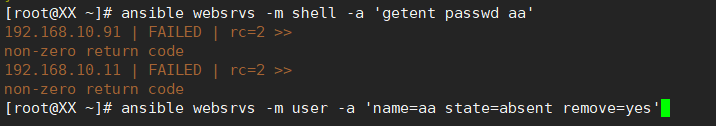 [root@XX ~]# ansible websrvs -m shell -a 'getent passwd aa'
192.168.10.91 | FAILED | rc=2 >>
non-zero return code
192.168.10.11 | FAILED | rc=2 >>
non-zero return code
[root@XX ~]# ansible websrvs -m user -a 'name=aa state=absent remove=yes'